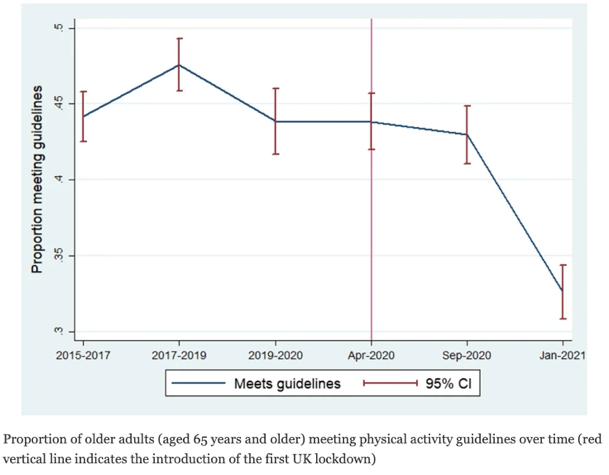 Proportion meeting guidelines
.5
.45
.4
.35
.3
2015-2017 2017-2019 2019-2020 Apr-2020 Sep-2020 Jan-2021
Meets guidelines 95% CI
Proportion of older adults (aged 65 years and older) meeting physical activity guidelines over time (red
vertical line indicates the introduction of the first UK lockdown)